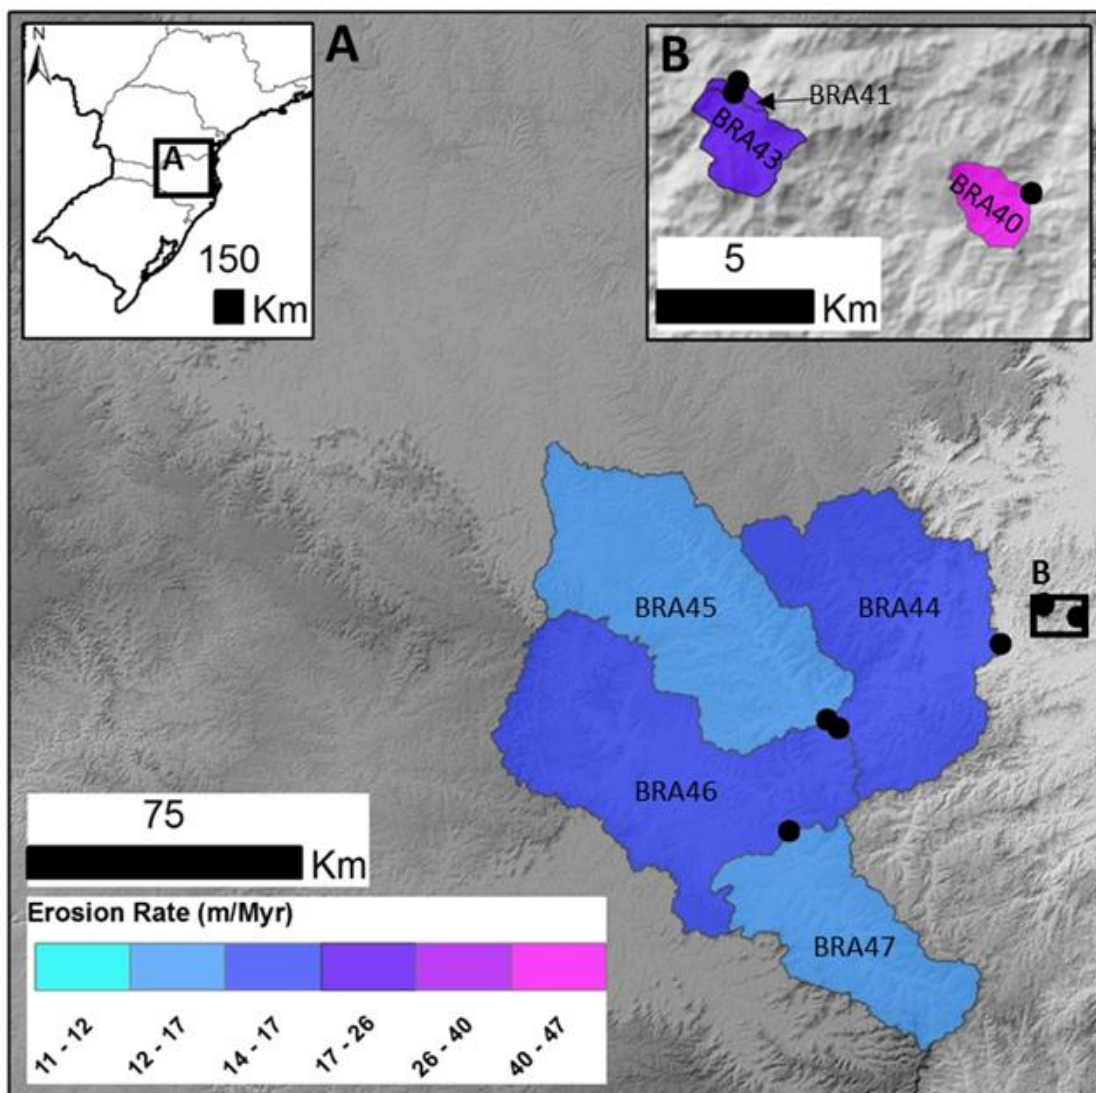 N
A
A
150
Km
B
BRA41
BRA43
BRA40
5
Km
B
BRA45
BRA44
BRA46
BRA47
75
Km
Erosion Rate (m/Myr)
11 - 12
12 - 17
14 - 17
17 - 26
26 - 40
40 - 47